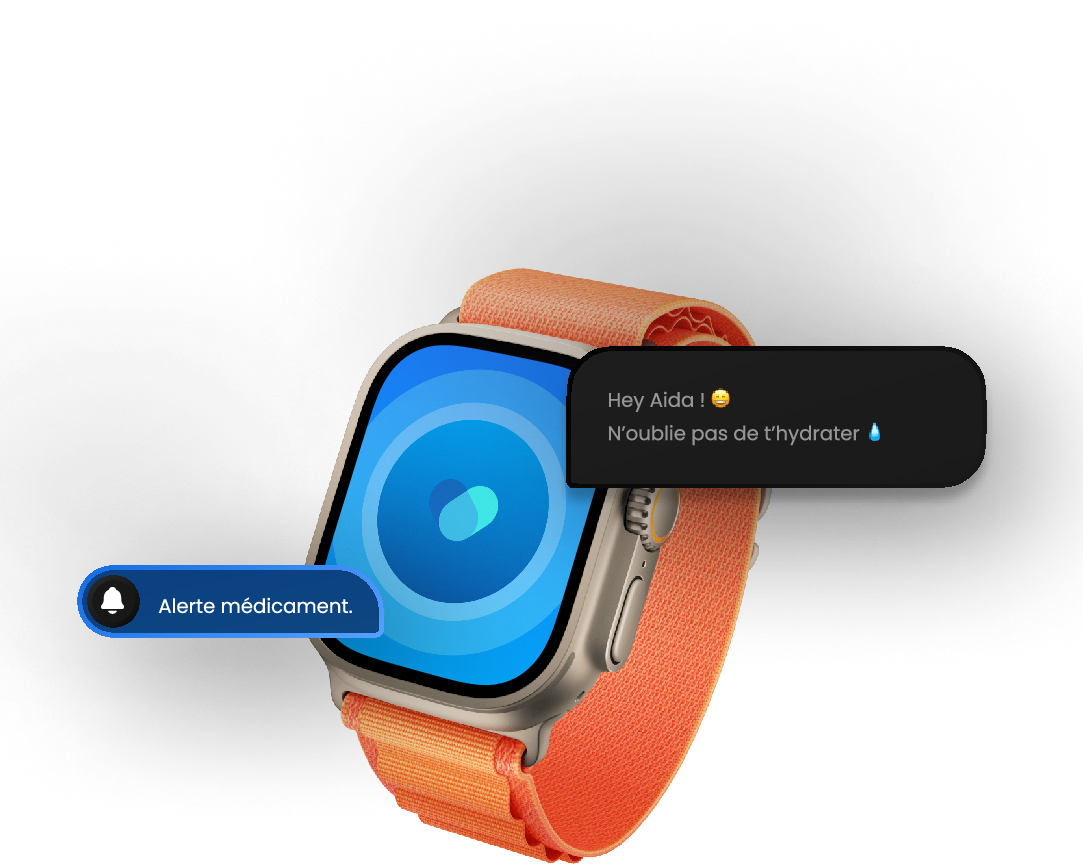 Hey Aida ! 😁
N’oublie pas de t’hydrater 💧
Alerte médicament.